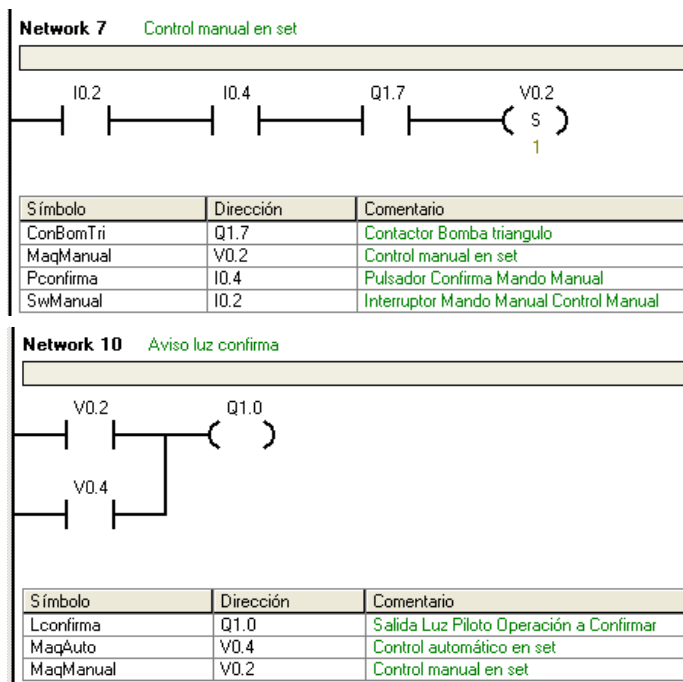 Network 7 Control manual en set
I0.2 I0.4 Q1.7 V0.2
S
1
Símbolo Dirección Comentario
ConBomTri Q1.7 Contactor Bomba triangulo
MaqManual V0.2 Control manual en set
Pconfirma I0.4 Pulsador Confirma Mando Manual
SwManual I0.2 Interruptor Mando Manual Control Manual
Network 10 Aviso luz confirma
V0.2 Q1.0
V0.4
Símbolo Dirección Comentario
Lconfirma Q1.0 Salida Luz Piloto Operación a Confirmar
MaqAuto V0.4 Control automático en set
MaqManual V0.2 Control manual en set